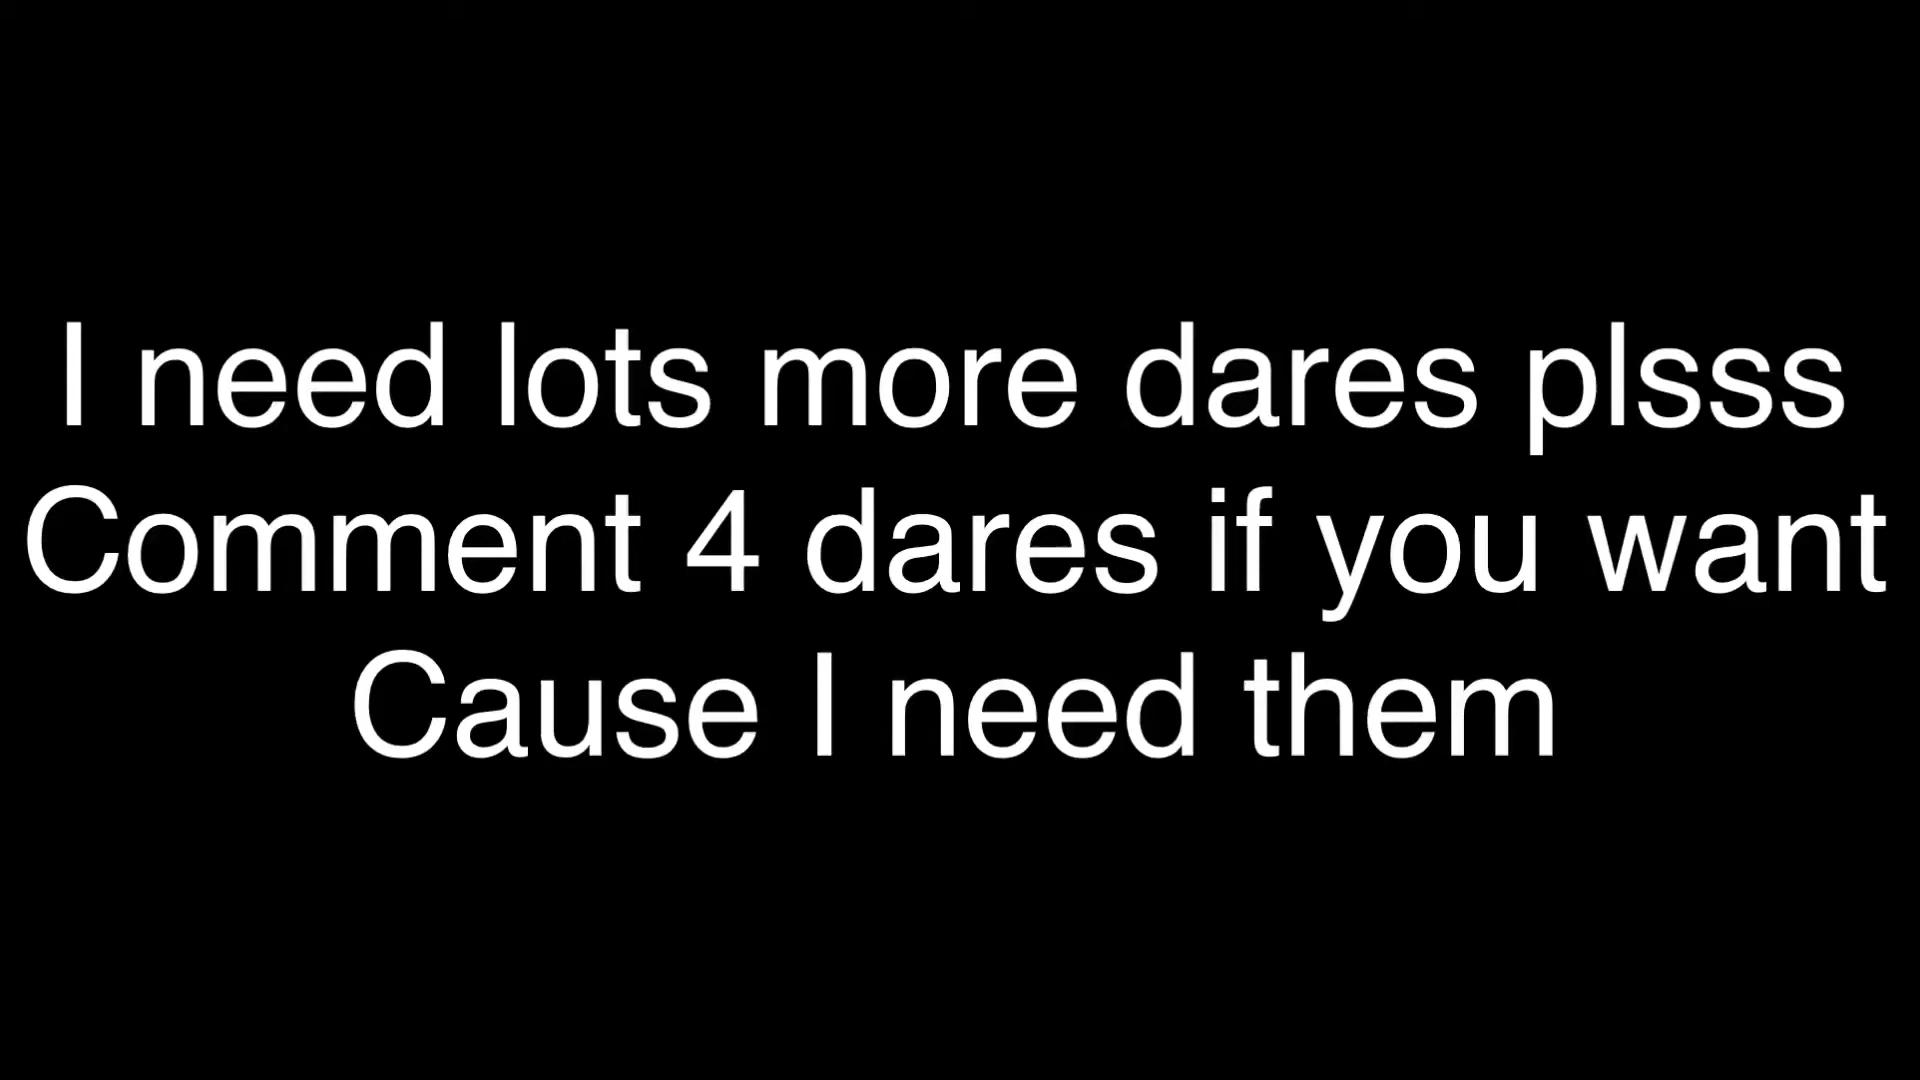 I need lots more dares plsss
Comment 4 dares if you want
Cause I need them